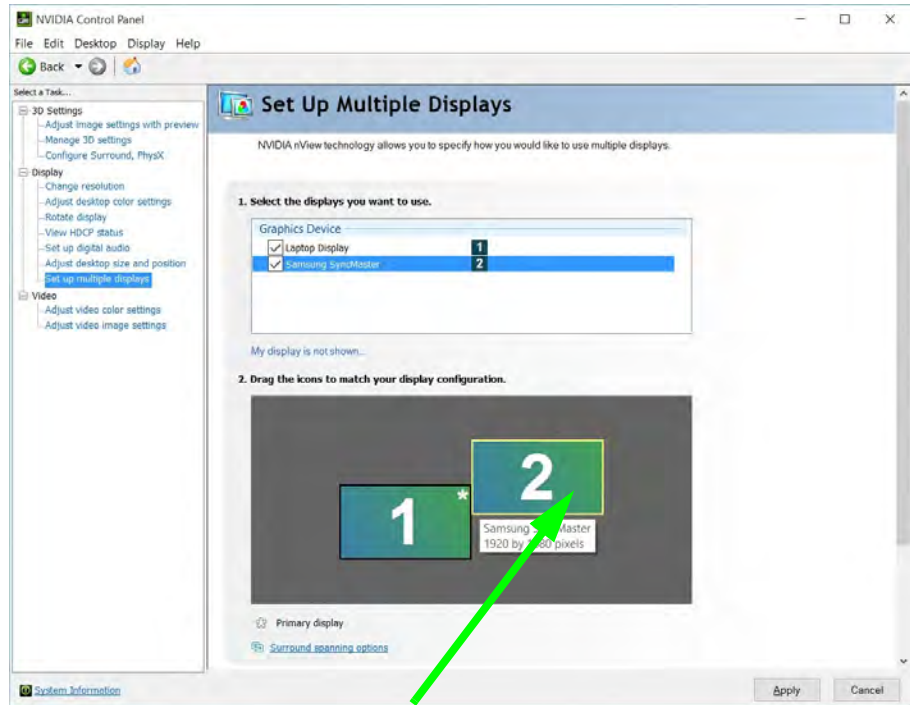 NVIDIA Control Panel
File Edit Desktop Display Help
Back
Select a Task...
3D Settings
Adjust image settings with preview
Manage 3D settings
Configure Surround, PhysX
Display
Change resolution
Adjust desktop color settings
Rotate display
View HDCP status
Set up digital audio
Adjust desktop size and position
Set up multiple displays
Video
Adjust video color settings
Adjust video image settings
System Information
Set Up Multiple Displays
NVIDIA nView technology allows you to specify how you would like to use multiple displays.
1. Select the displays you want to use.
Graphics Device
Laptop Display 1
Samsung SyncMaster 2
My display is not shown...
2. Drag the icons to match your display configuration.
1 *
2
Samsung Master
1920 by pixels
Primary display
Surround spanning options
Apply Cancel